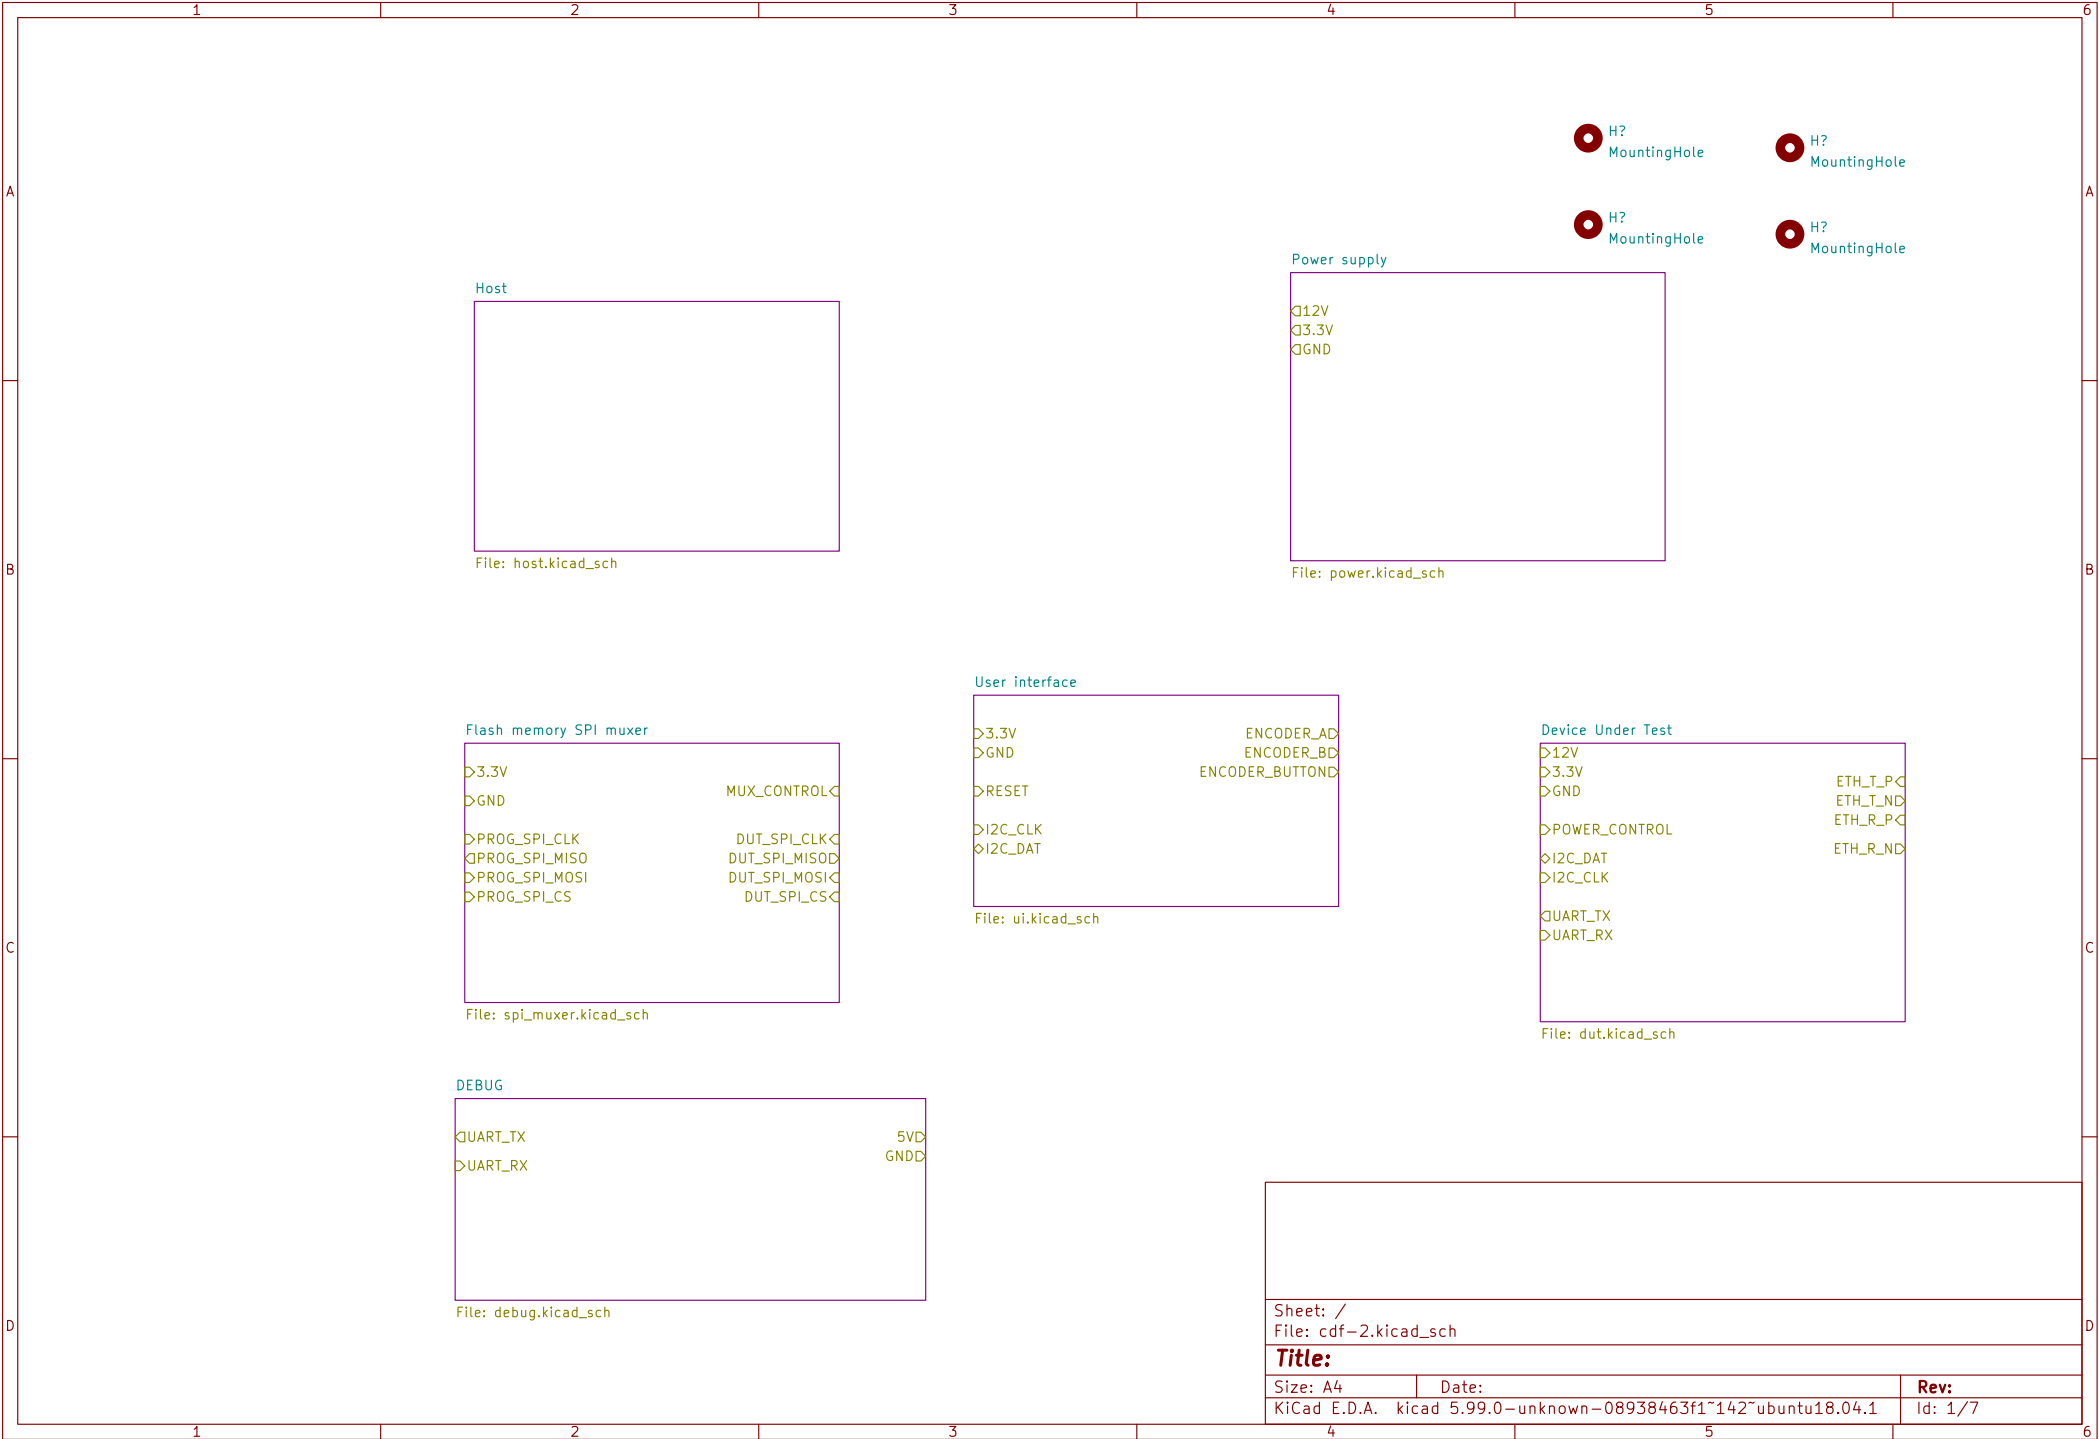 1 2 3 4 5 6
H?
MountingHole
H?
MountingHole
A A
H?
MountingHole
H?
MountingHole
Host
File: host.kicad_sch
Power supply
12V
3.3V
GND
File: power.kicad_sch
B B
Flash memory SPI muxer
3.3V
GND
PROG_SPI_CLK
PROG_SPI_MISO
PROG_SPI_MOSI
PROG_SPI_CS
MUX_CONTROL
DUT_SPI_CLK
DUT_SPI_MISO
DUT_SPI_MOSI
DUT_SPI_CS
File: spi_muxer.kicad_sch
User interface
3.3V
GND
RESET
I2C_CLK
I2C_DAT
ENCODER_A
ENCODER_B
ENCODER_BUTTON
File: ui.kicad_sch
Device Under Test
12V
3.3V
GND
POWER_CONTROL
I2C_DAT
I2C_CLK
UART_TX
UART_RX
ETH_T_P
ETH_T_N
ETH_R_P
ETH_R_N
File: dut.kicad_sch
C C
DEBUG
UART_TX
UART_RX
5V
GND
File: debug.kicad_sch
D D
Sheet: /
File: cdf-2.kicad_sch
Title:
Size: A4 Date: Rev:
KiCad E.D.A. kicad 5.99.0-unknown-08938463f1~142~ubuntu18.04.1 Id: 1/7
1 2 3 4 5 6